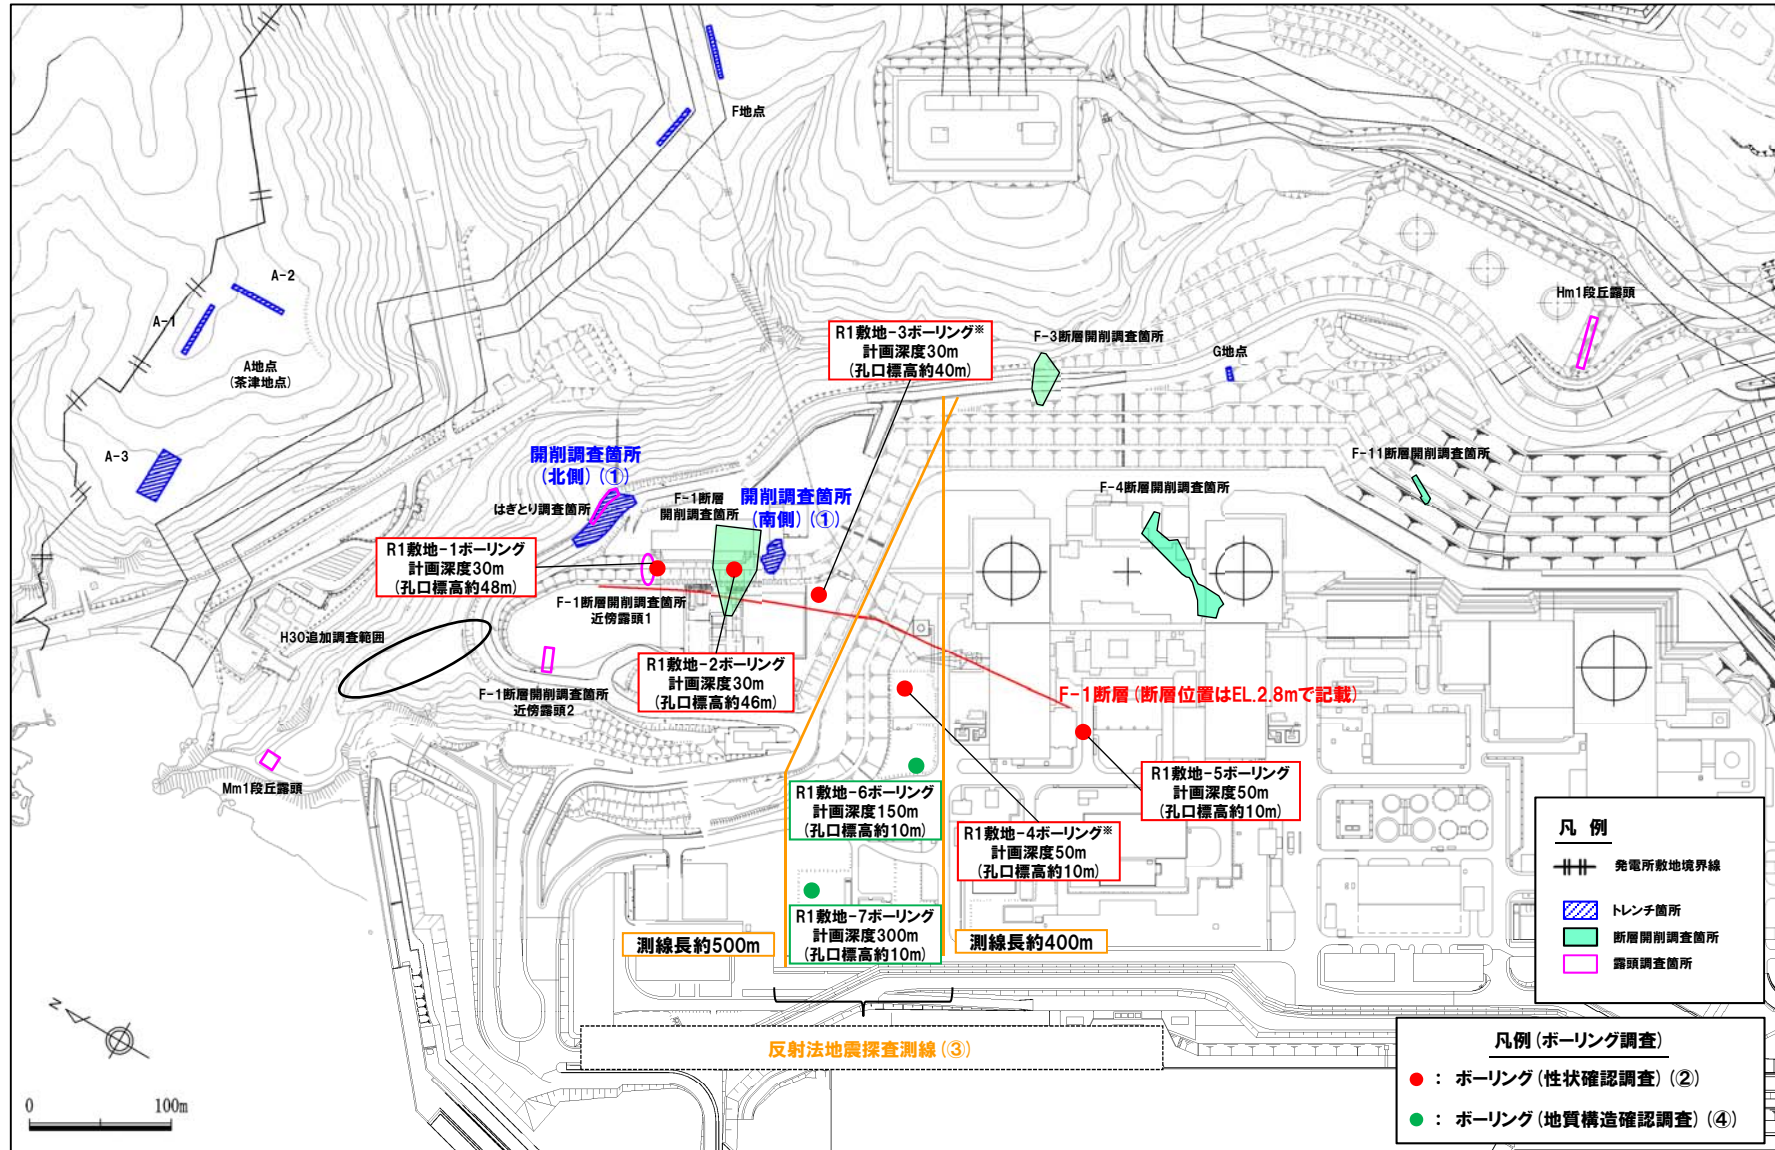 F地点
A-2
A-1
A地点
(茶津地点)
A-3
Hm1段丘露頭
R1敷地-3ボーリング※
計画深度30m
(孔口標高約40m)
F-3断層開削調査箇所
G地点
開削調査箇所
(北側)(①)
はぎとり調査箇所
F-1断層
開削調査箇所
開削調査箇所
(南側)(①)
F-4断層開削調査箇所
F-11断層開削調査箇所
R1敷地-1ボーリング
計画深度30m
(孔口標高約48m)
F-1断層開削調査箇所
近傍露頭1
H30追加調査範囲
R1敷地-2ボーリング
計画深度30m
(孔口標高約46m)
F-1断層開削調査箇所
近傍露頭2
F-1断層(断層位置はEL.2.8mで記載)
Mm1段丘露頭
R1敷地-6ボーリング
計画深度150m
(孔口標高約10m)
R1敷地-5ボーリング
計画深度50m
(孔口標高約10m)
R1敷地-4ボーリング※
計画深度50m
(孔口標高約10m)
R1敷地-7ボーリング
計画深度300m
(孔口標高約10m)
測線長約500m
測線長約400m
反射法地震探査測線(③)
凡 例
発電所敷地境界線
トレンチ箇所
断層開削調査箇所
露頭調査箇所
凡例(ボーリング調査)
: ボーリング(性状確認調査)(②)
: ボーリング(地質構造確認調査)(④)
N
0 100m